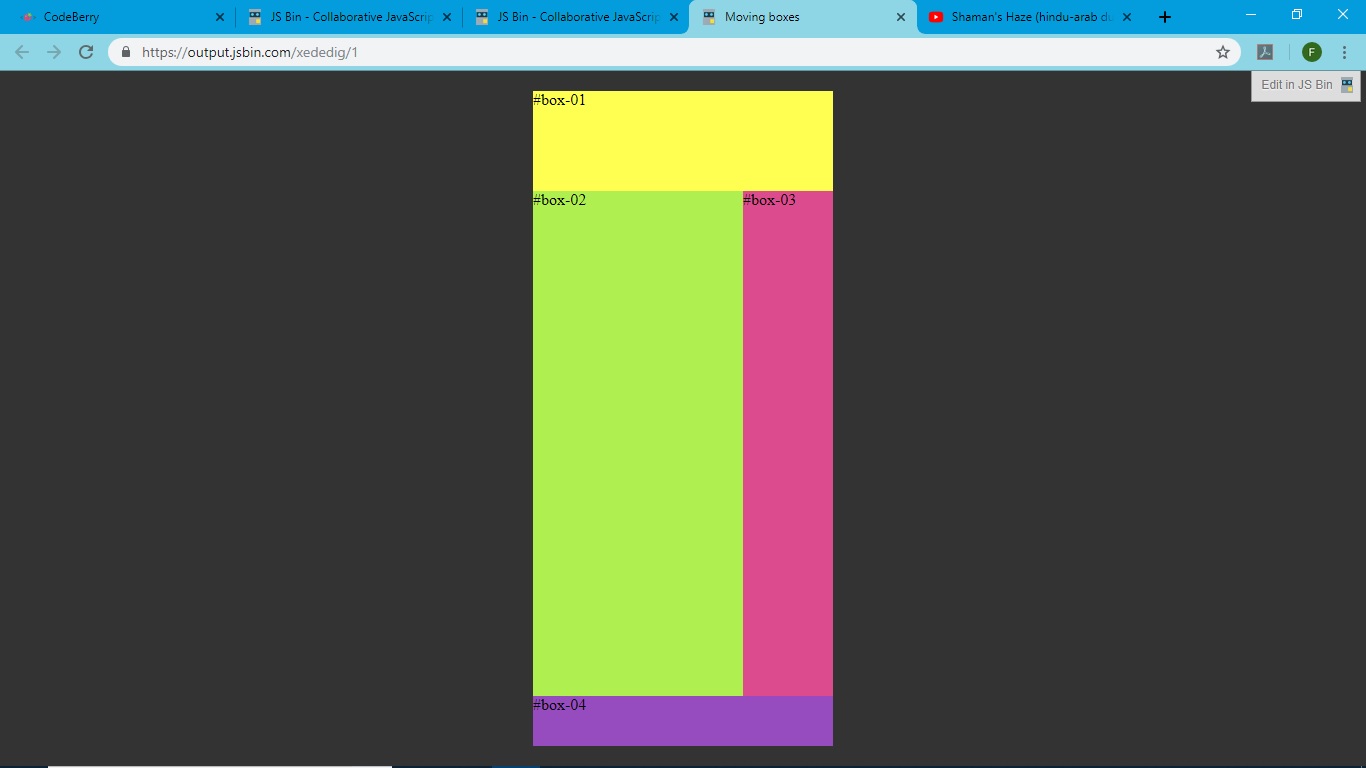 CodeBerry
JS Bin - Collaborative JavaScrip
JS Bin - Collaborative JavaScrip
Moving boxes
Shaman's Haze (hindu-arab du
https://output.jsbin.com/xededig/1
F
Edit in JS Bin
#box-01
#box-02
#box-03
#box-04